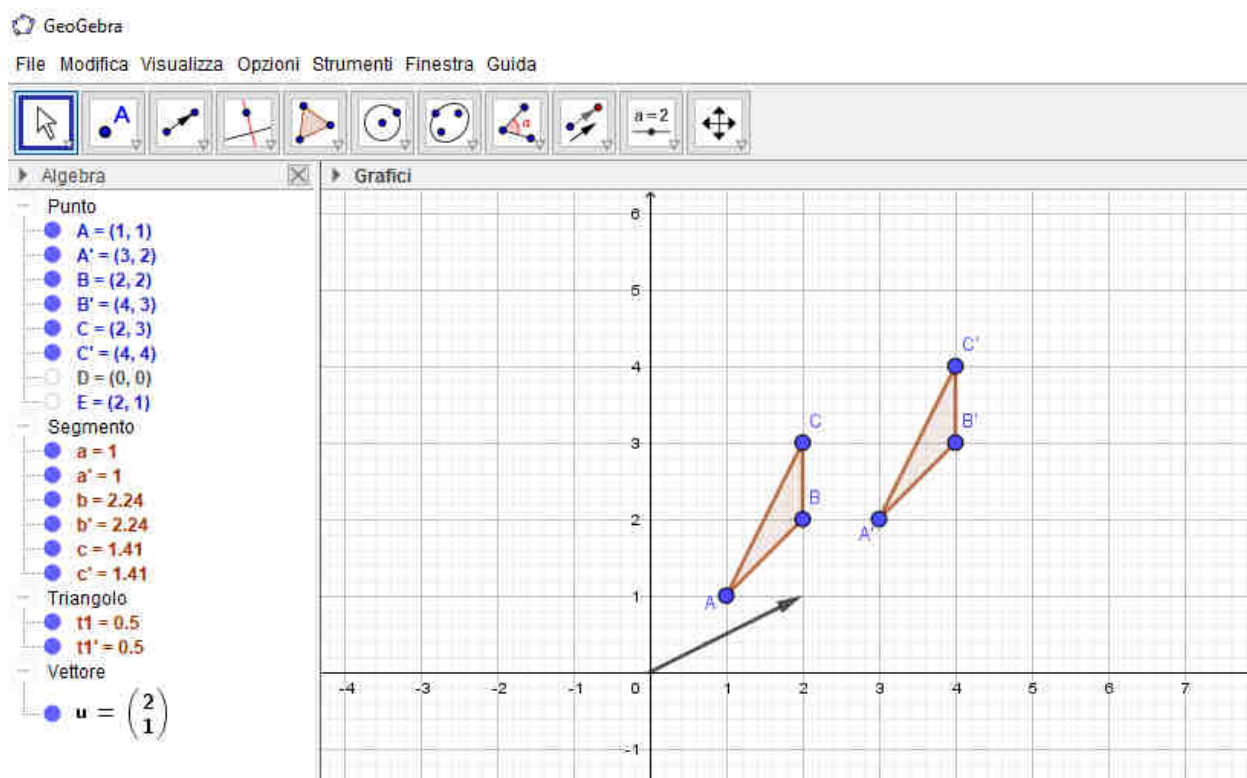 GeoGebra
File Modifica Visualizza Opzioni Strumenti Finestra Guida
A
α
a=2
Algebra
Grafici
Punto
A = (1, 1)
A' = (3, 2)
B = (2, 2)
B' = (4, 3)
C = (2, 3)
C' = (4, 4)
D = (0, 0)
E = (2, 1)
Segmento
a = 1
a' = 1
b = 2.24
b' = 2.24
c = 1.41
c' = 1.41
Triangolo
t1 = 0.5
t1' = 0.5
Vettore
u = (2 1)
6
5
4
3
2
1
-1
C'
B'
A'
C
B
A
-4 -3 -2 -1 0 1 2 3 4 5 6 7